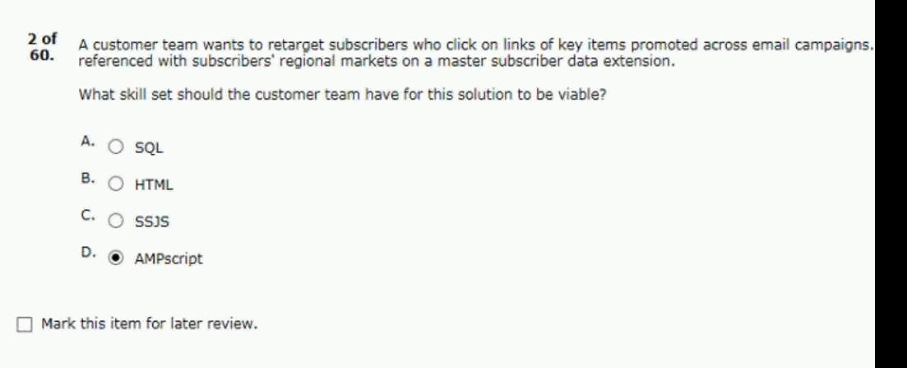 2 of
60.
A customer team wants to retarget subscribers who click on links of key items promoted across email campaigns.
referenced with subscribers' regional markets on a master subscriber data extension.
What skill set should the customer team have for this solution to be viable?
A. SQL
B. HTML
C. SSJS
D. AMPscript
Mark this item for later review.